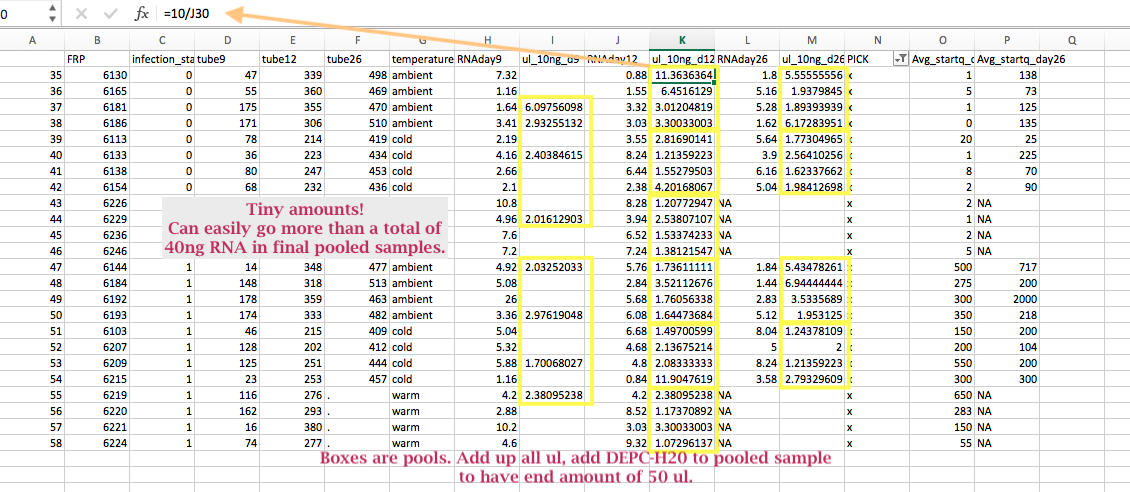 0 fx =10/J30
A B C D E F G H I J K L M N O P Q
FRP infection_sta tube9 tube12 tube26 temperature RNAday9 ul_10ng_d9 RNAday12 ul_10ng_d12 RNAday26 ul_10ng_d26 PICK Avg_startq_d Avg_startq_day26
35 6130 0 47 339 498 ambient 7.32 0.88 11.3636364 1.8 5.55555556 x 1 138
36 6165 0 55 360 469 ambient 1.16 1.55 6.4516129 5.16 1.9379845 x 5 73
37 6181 0 175 355 470 ambient 1.64 6.09756098 3.32 3.01204819 5.28 1.89393939 x 1 125
38 6186 0 171 306 510 ambient 3.41 2.93255132 3.03 3.30033003 1.62 6.17283951 x 0 135
39 6113 0 78 214 419 cold 2.19 3.55 2.81690141 5.64 1.77304965 x 20 25
40 6133 0 36 223 434 cold 4.16 2.40384615 8.24 1.21359223 3.9 2.56410256 x 1 225
41 6138 0 80 247 453 cold 2.66 6.44 1.55279503 6.16 1.62337662 x 8 70
42 6154 0 68 232 436 cold 2.1 2.38 4.20168067 5.04 1.98412698 x 2 90
43 6226 10.8 8.28 1.20772947 NA x 2 NA
44 6229 4.96 2.01612903 3.94 2.53807107 NA x 1 NA
45 6236 7.6 6.52 1.53374233 NA x 2 NA
46 6246 7.2 7.24 1.38121547 NA x 5 NA
Tiny amounts!
Can easily go more than a total of
40ng RNA in final pooled samples.
47 6144 1 14 348 477 ambient 4.92 2.03252033 5.76 1.73611111 1.84 5.43478261 500 717
48 6184 1 148 318 513 ambient 5.08 2.84 3.52112676 1.44 6.94444444 275 200
49 6192 1 178 359 463 ambient 26 5.68 1.76056338 2.83 3.5335689 300 2000
50 6193 1 174 333 482 ambient 3.36 2.97619048 6.08 1.64473684 5.12 1.953125 350 218
51 6103 1 46 215 409 cold 5.04 6.68 1.49700599 8.04 1.24378109 150 200
52 6207 1 128 202 412 cold 5.32 4.68 2.13675214 5 2 200 104
53 6209 1 125 251 444 cold 5.88 1.70068027 4.8 2.08333333 8.24 1.21359223 550 200
54 6215 1 23 253 457 cold 1.16 0.84 11.9047619 3.58 2.79329609 300 300
55 6219 1 116 276 . warm 4.2 2.38095238 4.2 2.38095238 NA x 650 NA
56 6220 1 162 293 . warm 2.88 8.52 1.17370892 NA x 283 NA
57 6221 1 16 380 . warm 10.2 3.03 3.30033003 NA x 150 NA
58 6224 1 74 277 . warm 4.6 9.32 1.07296137 NA x 55 NA
Boxes are pools. Add up all ul, add DEPC-H20 to pooled sample
to have end amount of 50 ul.